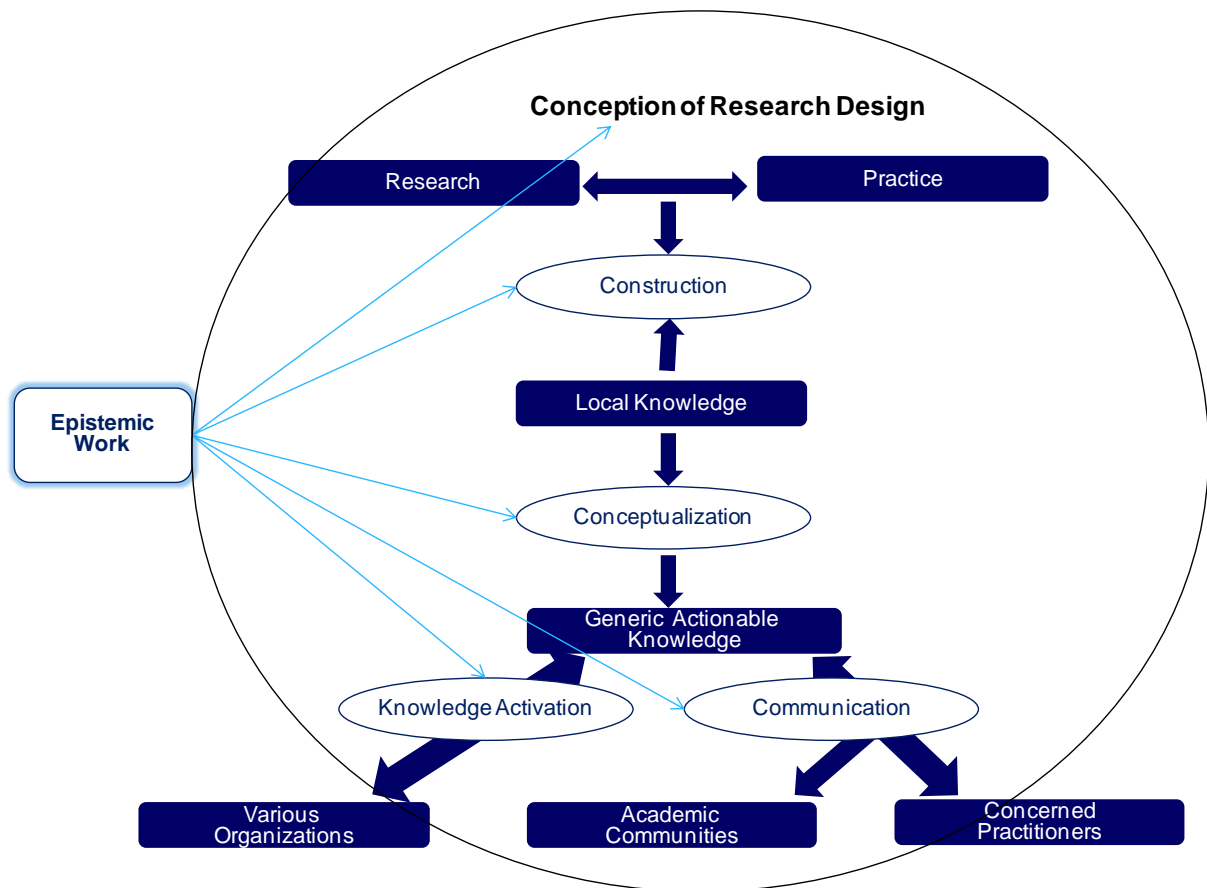 Conception of Research Design
Research
Practice
Construction
Epistemic
Work
Local Knowledge
Conceptualization
Generic Actionable
Knowledge
Knowledge Activation
Communication
Various
Organizations
Academic
Communities
Concerned
Practitioners